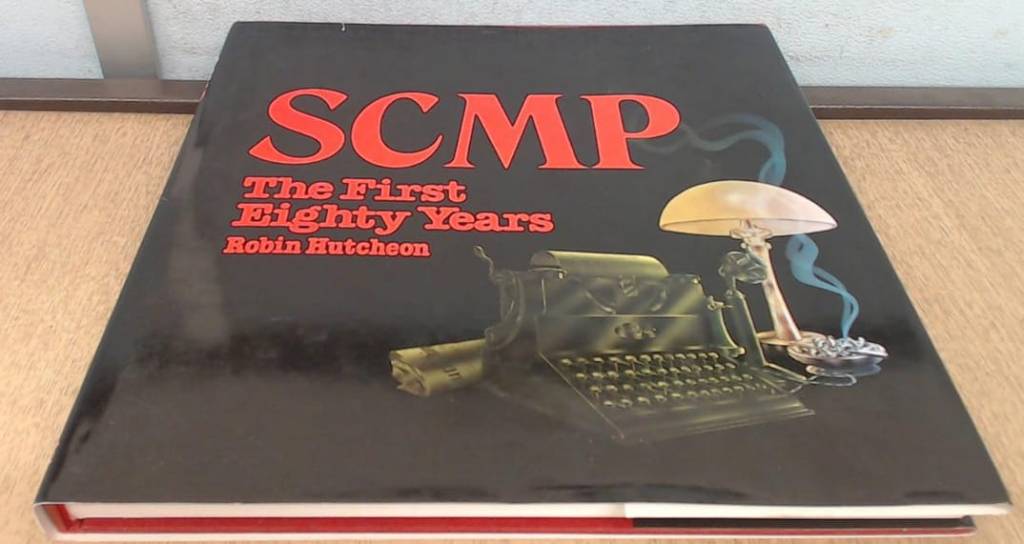 SCMP
The First
Eighty Years
Robin Hutcheon